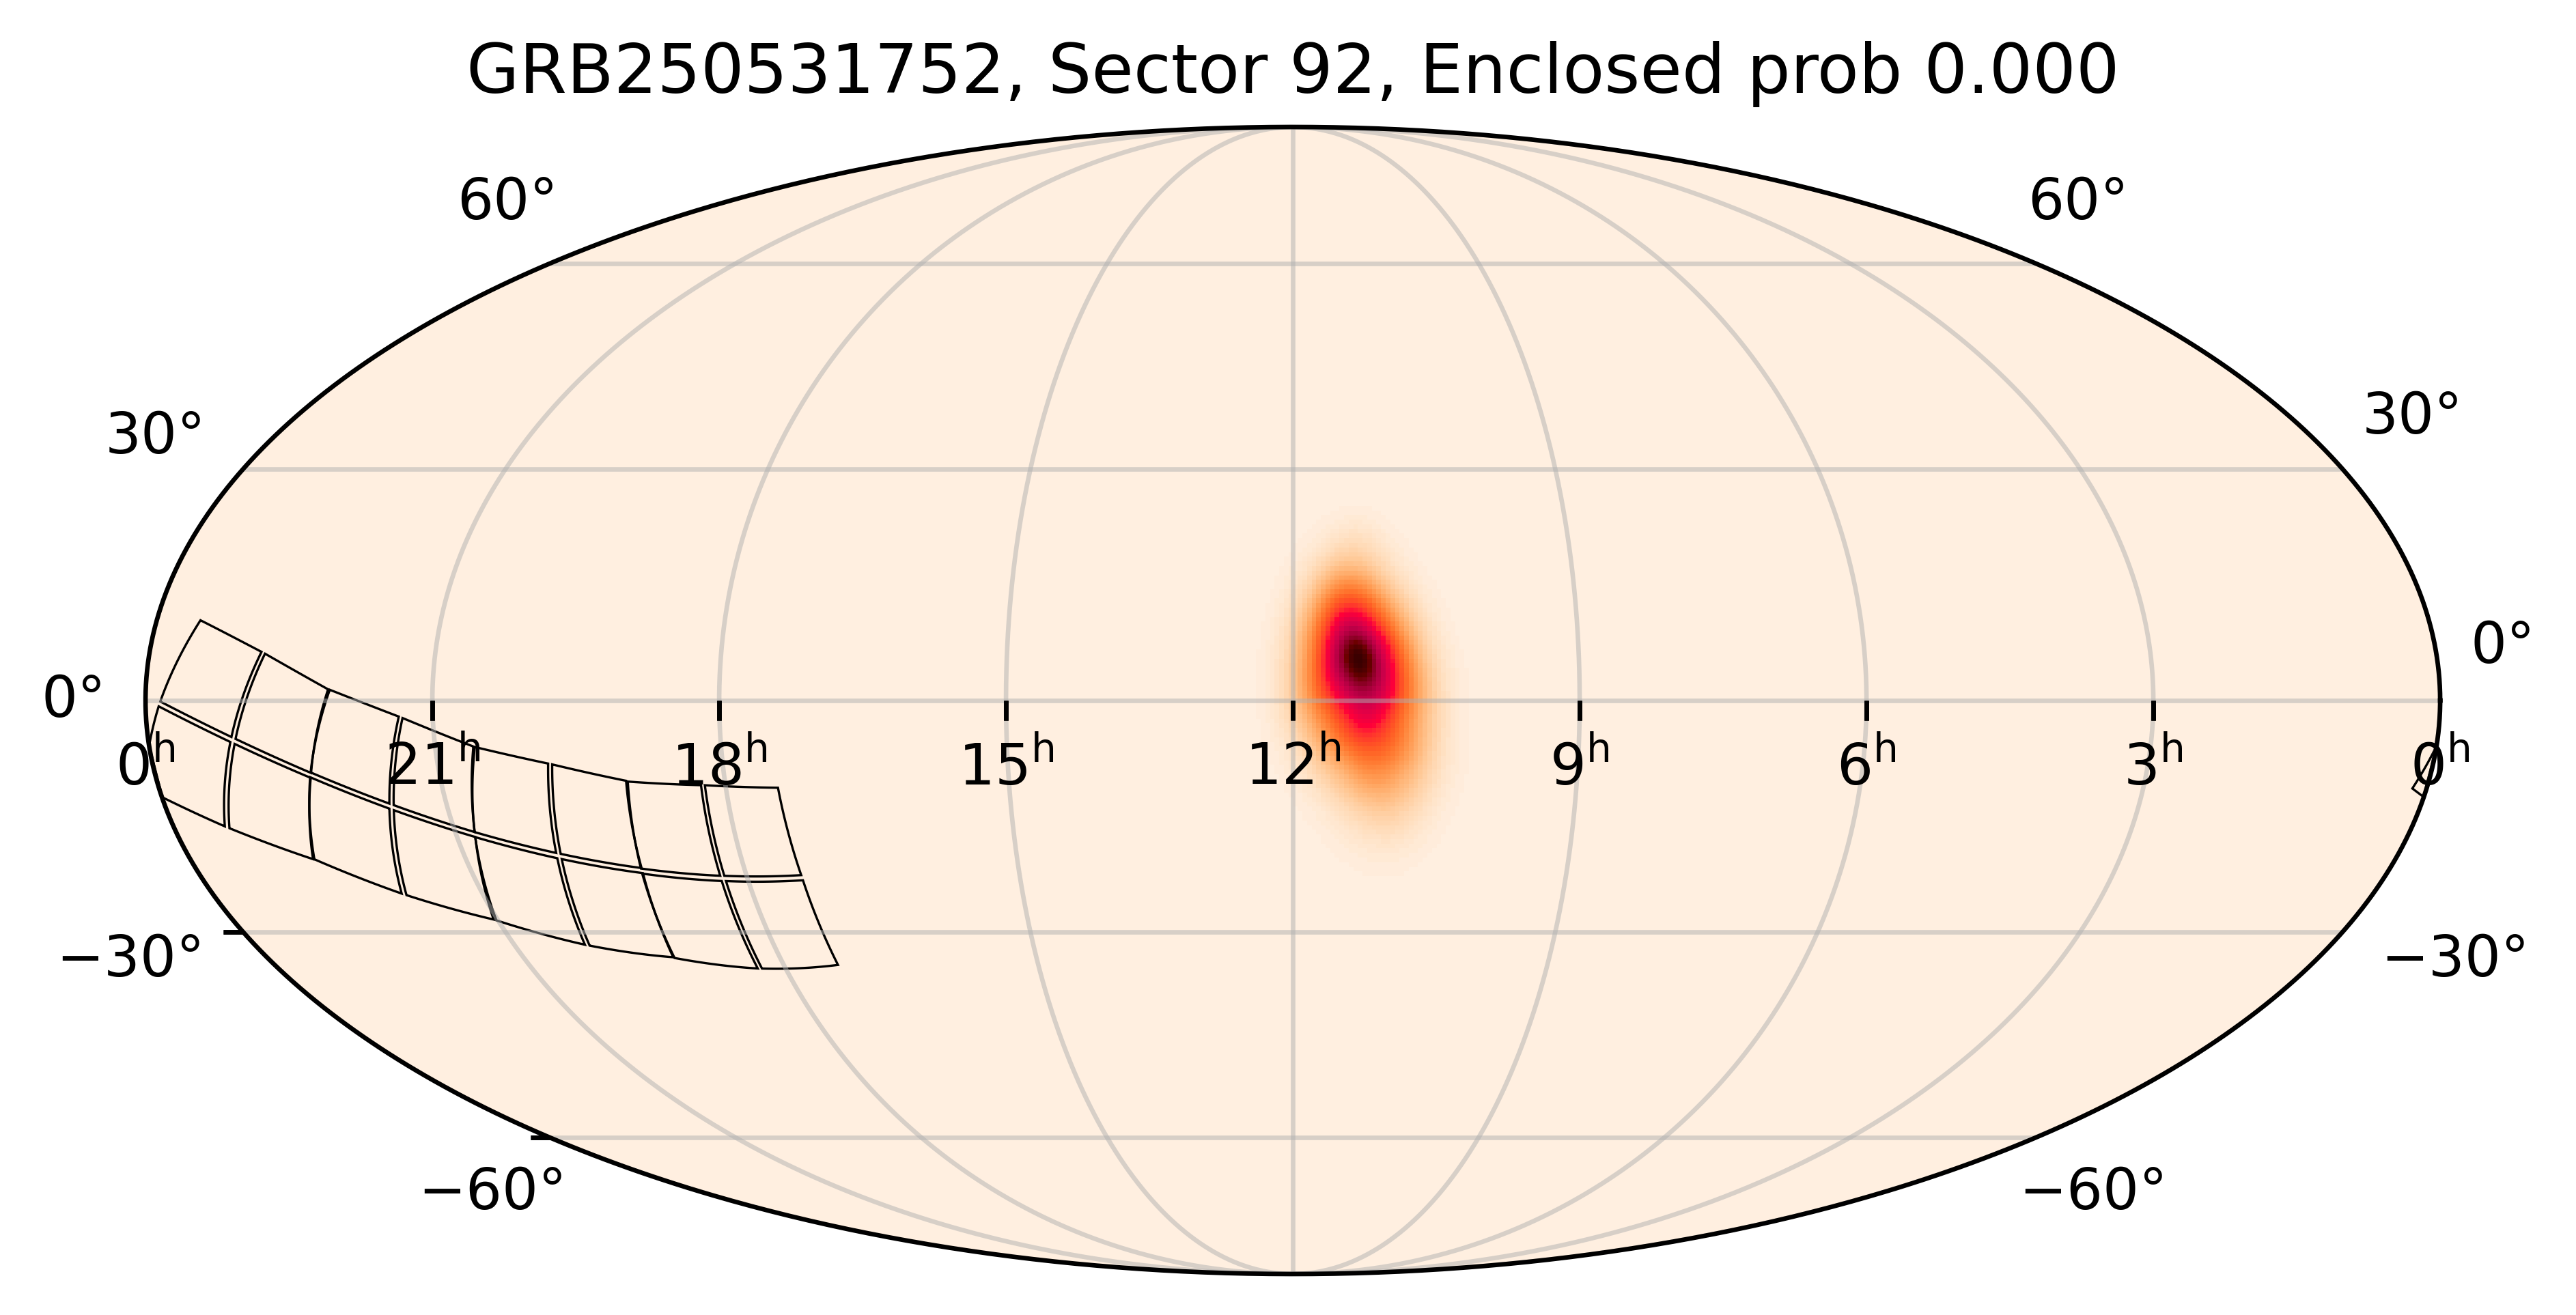 GRB250531752, Sector 92, Enclosed prob 0.000
60° 60°
30° 30°
0° 0°
0h 21h 18h 15h 12h 9h 6h 3h 0h
−30° −30°
−60° −60°